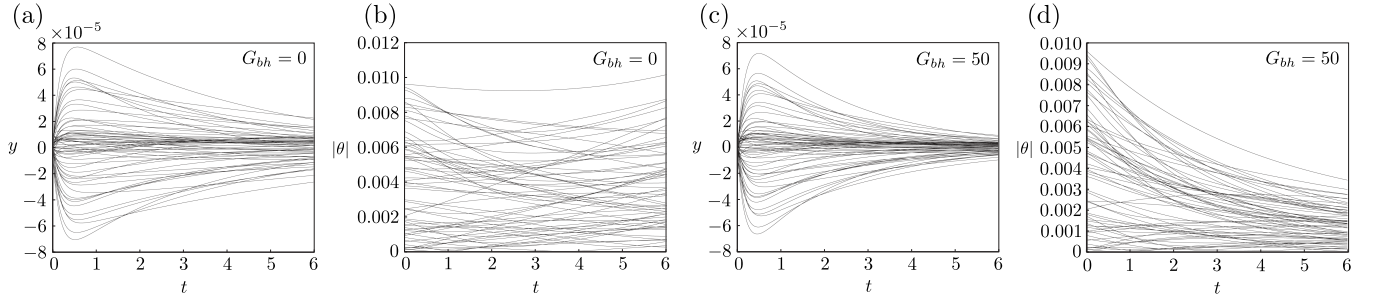 (a)
×10⁻⁵
G_bh = 0
8
6
4
2
0
−2
−4
−6
−8
y
0 1 2 3 4 5 6
t
(b)
G_bh = 0
0.012
0.010
0.008
0.006
0.004
0.002
0
|θ|
0 1 2 3 4 5 6
t
(c)
×10⁻⁵
G_bh = 50
8
6
4
2
0
−2
−4
−6
−8
y
0 1 2 3 4 5 6
t
(d)
G_bh = 50
0.010
0.009
0.008
0.007
0.006
0.005
0.004
0.003
0.002
0.001
0
|θ|
0 1 2 3 4 5 6
t